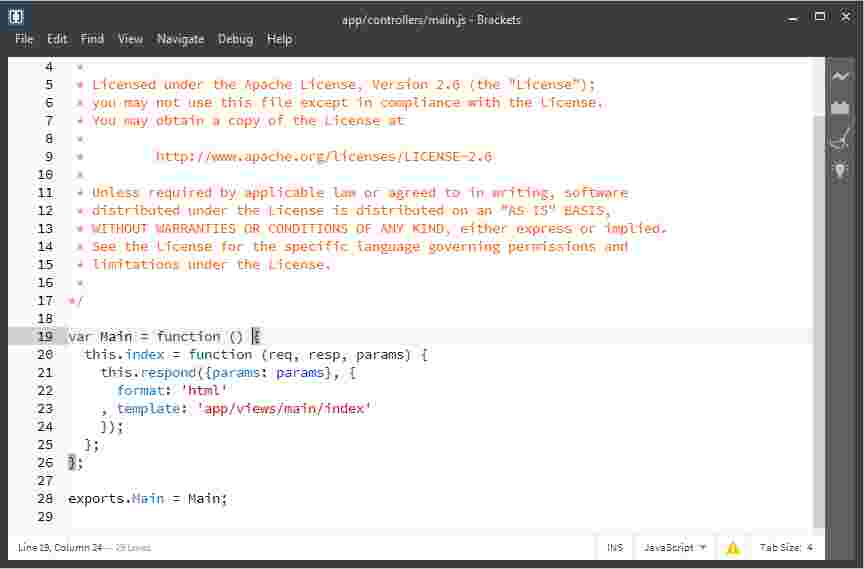 app/controllers/main.js - Brackets
File Edit Find View Navigate Debug Help
4 *
5 * Licensed under the Apache License, Version 2.0 (the "License");
6 * you may not use this file except in compliance with the License.
7 * You may obtain a copy of the License at
8 *
9 * http://www.apache.org/licenses/LICENSE-2.0
10 *
11 * Unless required by applicable law or agreed to in writing, software
12 * distributed under the License is distributed on an "AS IS" BASIS,
13 * WITHOUT WARRANTIES OR CONDITIONS OF ANY KIND, either express or implied.
14 * See the License for the specific language governing permissions and
15 * limitations under the License.
16 *
17 */
18
19 var Main = function () {
20 this.index = function (req, resp, params) {
21 this.respond({params: params}, {
22 format: 'html'
23 , template: 'app/views/main/index'
24 });
25 };
26 };
27
28 exports.Main = Main;
29
Line 19, Column 24 — 29 Lines INS JavaScript Tab Size: 4